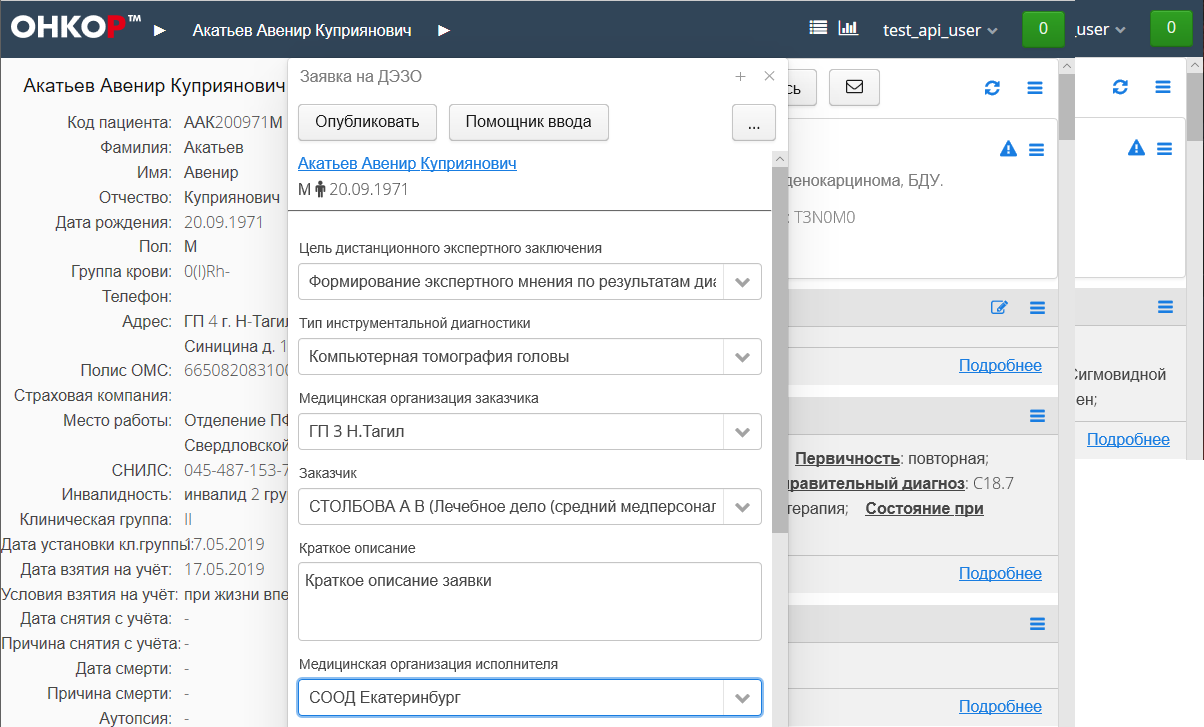 ОНКОР™
Акатьев Авенир Куприянович
test_api_user
0
user
0
Акатьев Авенир Куприянович
Код пациента: ААК200971М
Фамилия: Акатьев
Имя: Авенир
Отчество: Куприянович
Дата рождения: 20.09.1971
Пол: М
Группа крови: 0(I)Rh-
Телефон:
Адрес: ГП 4 г. Н-Тагил
Синицина д. 1
Полис ОМС: 665082083100
Страховая компания:
Место работы: Отделение ПФ
Свердловской
СНИЛС: 045-487-153-7
Инвалидность: инвалид 2 гру
Клиническая группа: II
Дата установки кл.группы: 17.05.2019
Дата взятия на учёт: 17.05.2019
Условия взятия на учёт: при жизни впе
Дата снятия с учёта: -
Причина снятия с учёта: -
Дата смерти: -
Причина смерти: -
Аутопсия: -
Заявка на ДЭЗО
Опубликовать
Помощник ввода
...
Акатьев Авенир Куприянович
М 20.09.1971
Цель дистанционного экспертного заключения
Формирование экспертного мнения по результатам диа
Тип инструментальной диагностики
Компьютерная томография головы
Медицинская организация заказчика
ГП 3 Н.Тагил
Заказчик
СТОЛБОВА А В (Лечебное дело (средний медперсонал
Краткое описание
Краткое описание заявки
Медицинская организация исполнителя
СООД Екатеринбург
сь
денокарцинома, БДУ.
: T3N0M0
Подробнее
Первичность: повторная;
правительный диагноз: C18.7
терапия; Состояние при
Подробнее
Подробнее
Сигмовидной
ен;
Подробнее